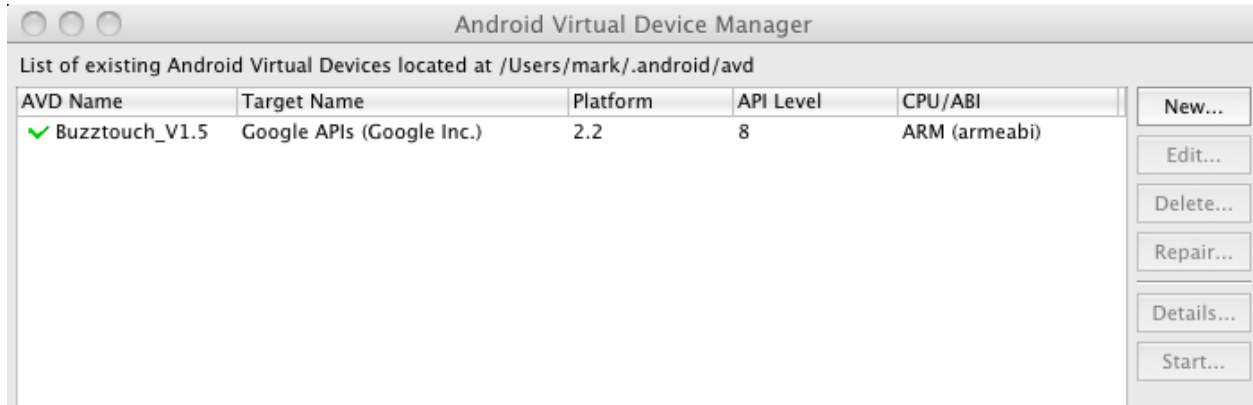 Android Virtual Device Manager
List of existing Android Virtual Devices located at /Users/mark/.android/avd
AVD Name Target Name Platform API Level CPU/ABI
Buzztouch_V1.5 Google APIs (Google Inc.) 2.2 8 ARM (armeabi)
New...
Edit...
Delete...
Repair...
Details...
Start...